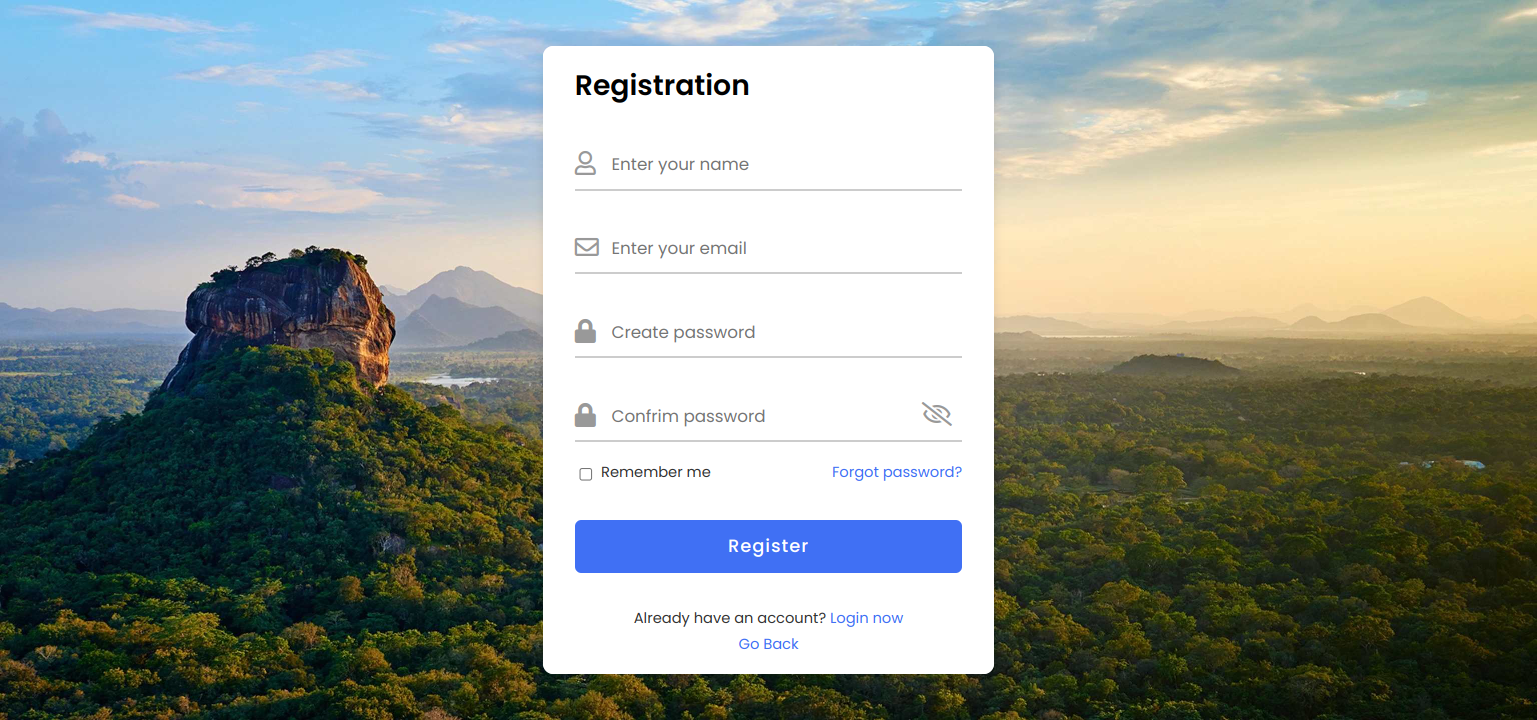 Registration
Enter your name
Enter your email
Create password
Confrim password
Remember me Forgot password?
Register
Already have an account? Login now
Go Back